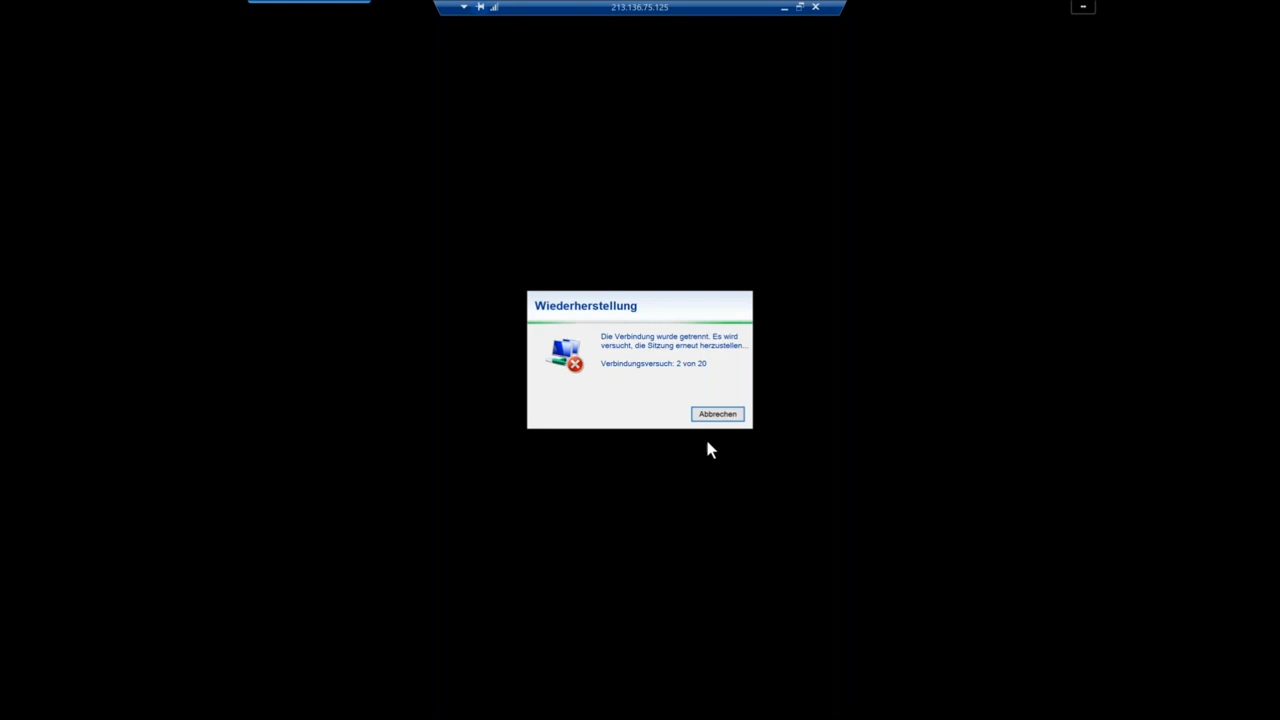 213.136.75.125
Wiederherstellung
Die Verbindung wurde getrennt. Es wird
versucht, die Sitzung erneut herzustellen...
Verbindungsversuch: 2 von 20
Abbrechen